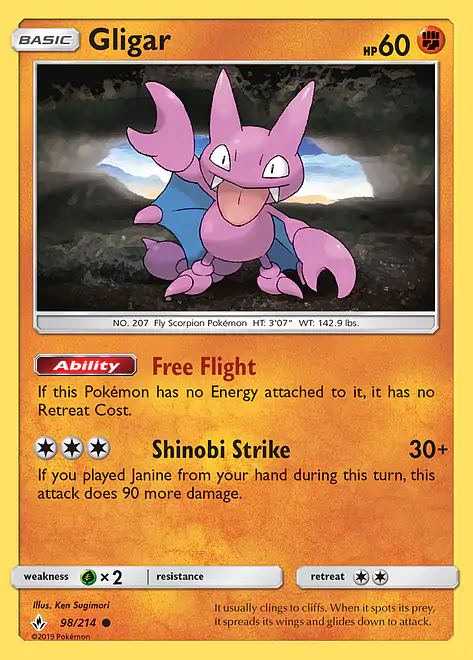 BASIC Gligar HP60
NO. 207 Fly Scorpion Pokémon HT: 3'07" WT: 142.9 lbs.
Ability Free Flight
If this Pokémon has no Energy attached to it, it has no
Retreat Cost.
Shinobi Strike 30+
If you played Janine from your hand during this turn, this
attack does 90 more damage.
weakness × 2 resistance retreat
Illus. Ken Sugimori
98/214
©2019 Pokémon
It usually clings to cliffs. When it spots its prey,
it spreads its wings and glides down to attack.